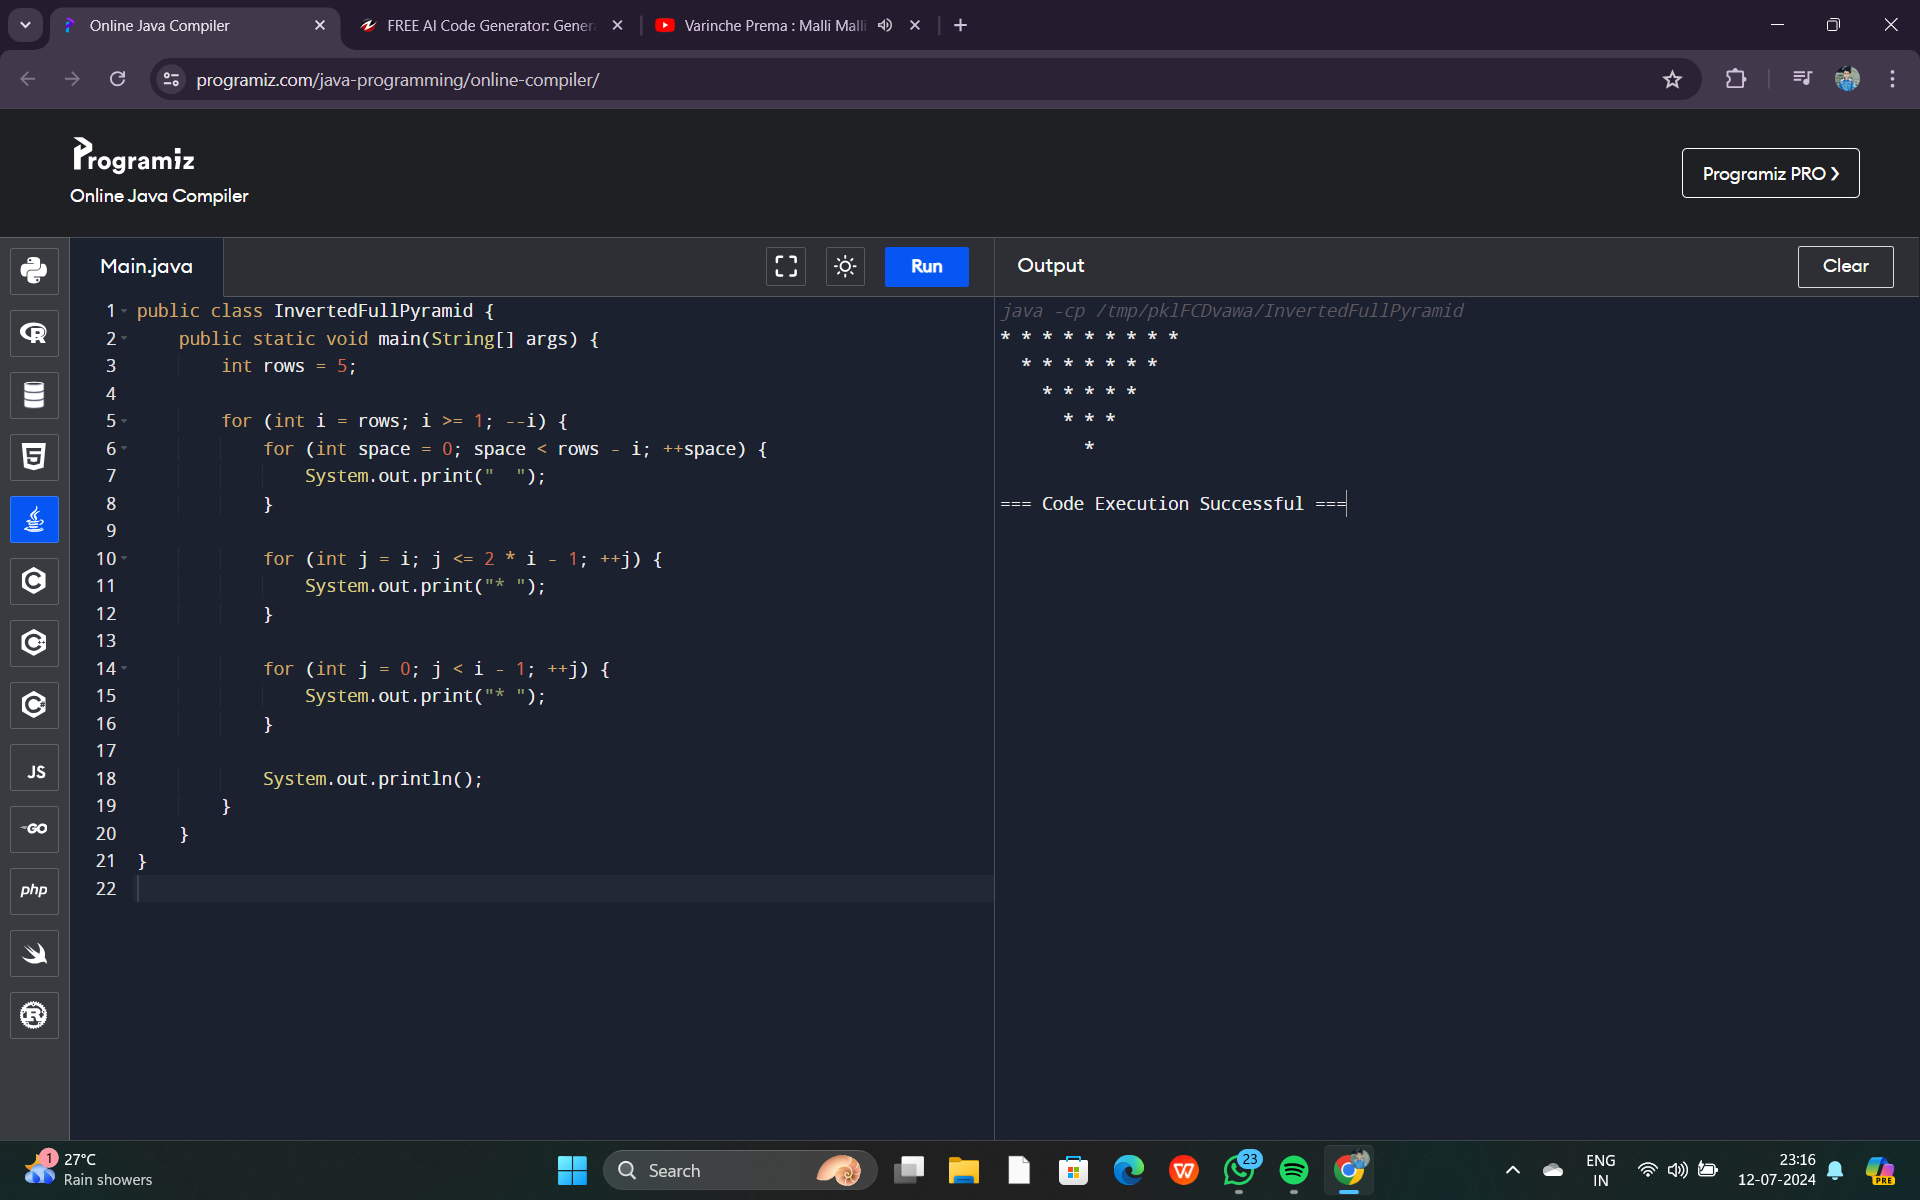 Online Java Compiler
FREE AI Code Generator: Gener
Varinche Prema : Malli Mall
programiz.com/java-programming/online-compiler/
Programiz
Online Java Compiler
Programiz PRO
Main.java
Run
Output
Clear
1 public class InvertedFullPyramid {
2     public static void main(String[] args) {
3         int rows = 5;
4
5         for (int i = rows; i >= 1; --i) {
6             for (int space = 0; space < rows - i; ++space) {
7                 System.out.print("  ");
8             }
9
10             for (int j = i; j <= 2 * i - 1; ++j) {
11                 System.out.print("* ");
12             }
13
14             for (int j = 0; j < i - 1; ++j) {
15                 System.out.print("* ");
16             }
17
18             System.out.println();
19         }
20     }
21 }
22
java -cp /tmp/pklFCDvawa/InvertedFullPyramid
* * * * * * * * *
  * * * * * * *
    * * * * *
      * * *
        *
=== Code Execution Successful ===
R
5
C
C
C
JS
GO
php
R
1
27°C
Rain showers
Search
W
23
ENG
IN
23:16
12-07-2024
PRE